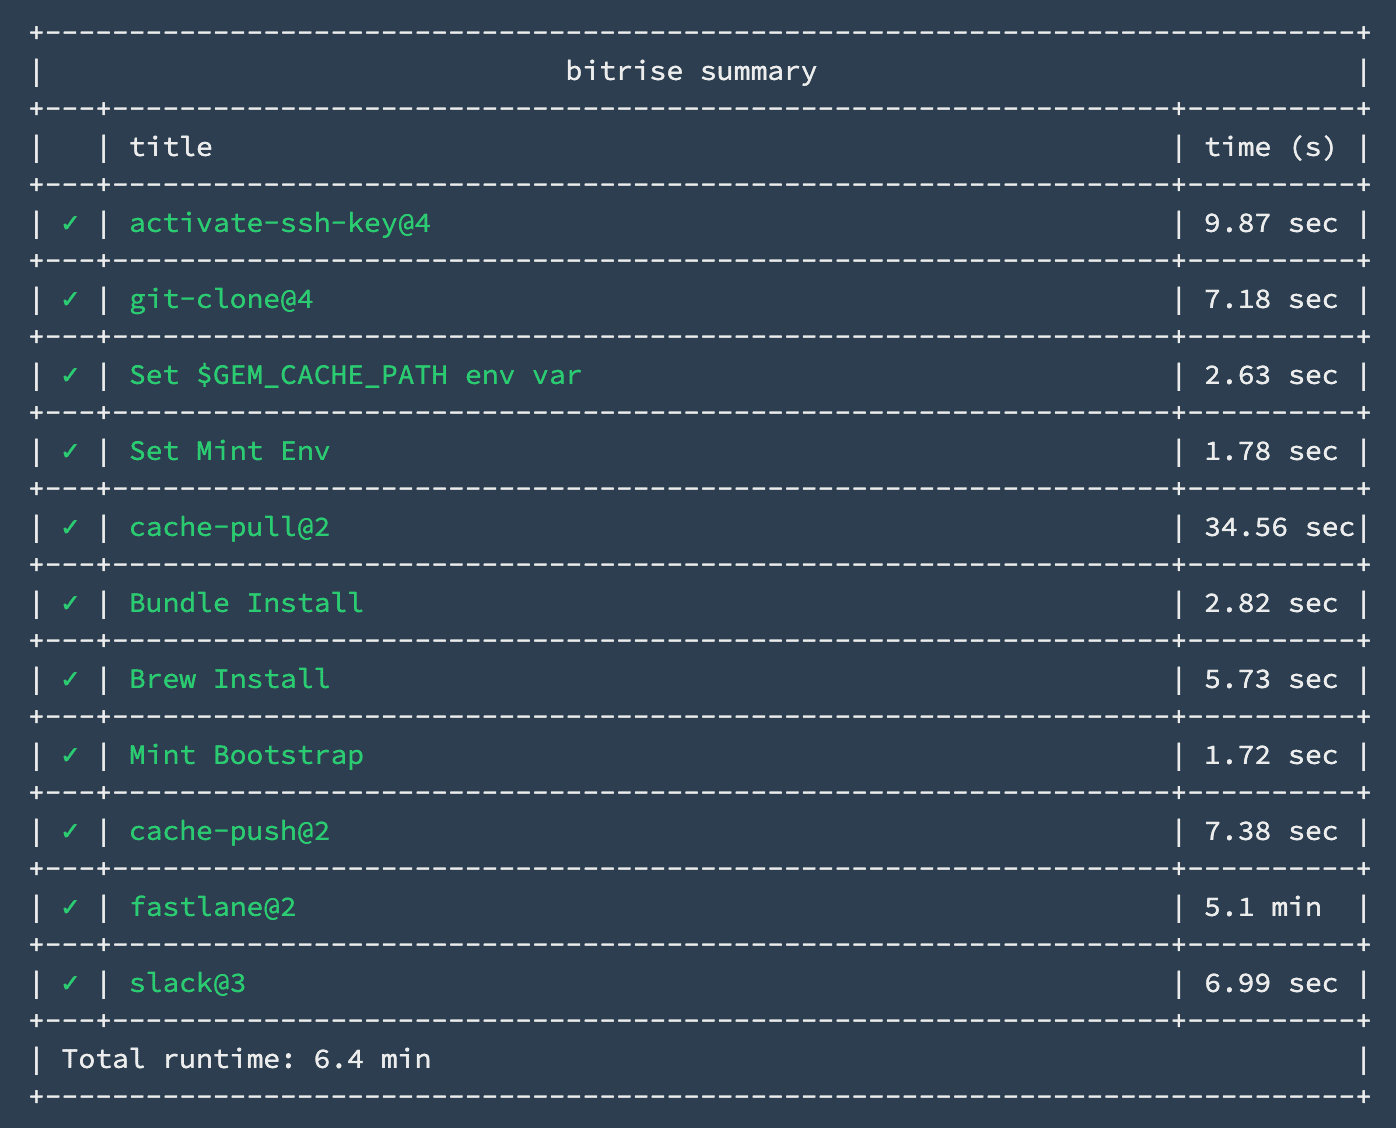 +------------------------------------------------------------------------------+
|                               bitrise summary                                |
+---+---------------------------------------------------------------+----------+
|   | title                                                         | time (s) |
+---+---------------------------------------------------------------+----------+
| ✓ | activate-ssh-key@4                                            | 9.87 sec |
+---+---------------------------------------------------------------+----------+
| ✓ | git-clone@4                                                   | 7.18 sec |
+---+---------------------------------------------------------------+----------+
| ✓ | Set $GEM_CACHE_PATH env var                                   | 2.63 sec |
+---+---------------------------------------------------------------+----------+
| ✓ | Set Mint Env                                                  | 1.78 sec |
+---+---------------------------------------------------------------+----------+
| ✓ | cache-pull@2                                                  | 34.56 sec|
+---+---------------------------------------------------------------+----------+
| ✓ | Bundle Install                                                | 2.82 sec |
+---+---------------------------------------------------------------+----------+
| ✓ | Brew Install                                                  | 5.73 sec |
+---+---------------------------------------------------------------+----------+
| ✓ | Mint Bootstrap                                                | 1.72 sec |
+---+---------------------------------------------------------------+----------+
| ✓ | cache-push@2                                                  | 7.38 sec |
+---+---------------------------------------------------------------+----------+
| ✓ | fastlane@2                                                    | 5.1 min  |
+---+---------------------------------------------------------------+----------+
| ✓ | slack@3                                                       | 6.99 sec |
+---+---------------------------------------------------------------+----------+
| Total runtime: 6.4 min                                                       |
+------------------------------------------------------------------------------+